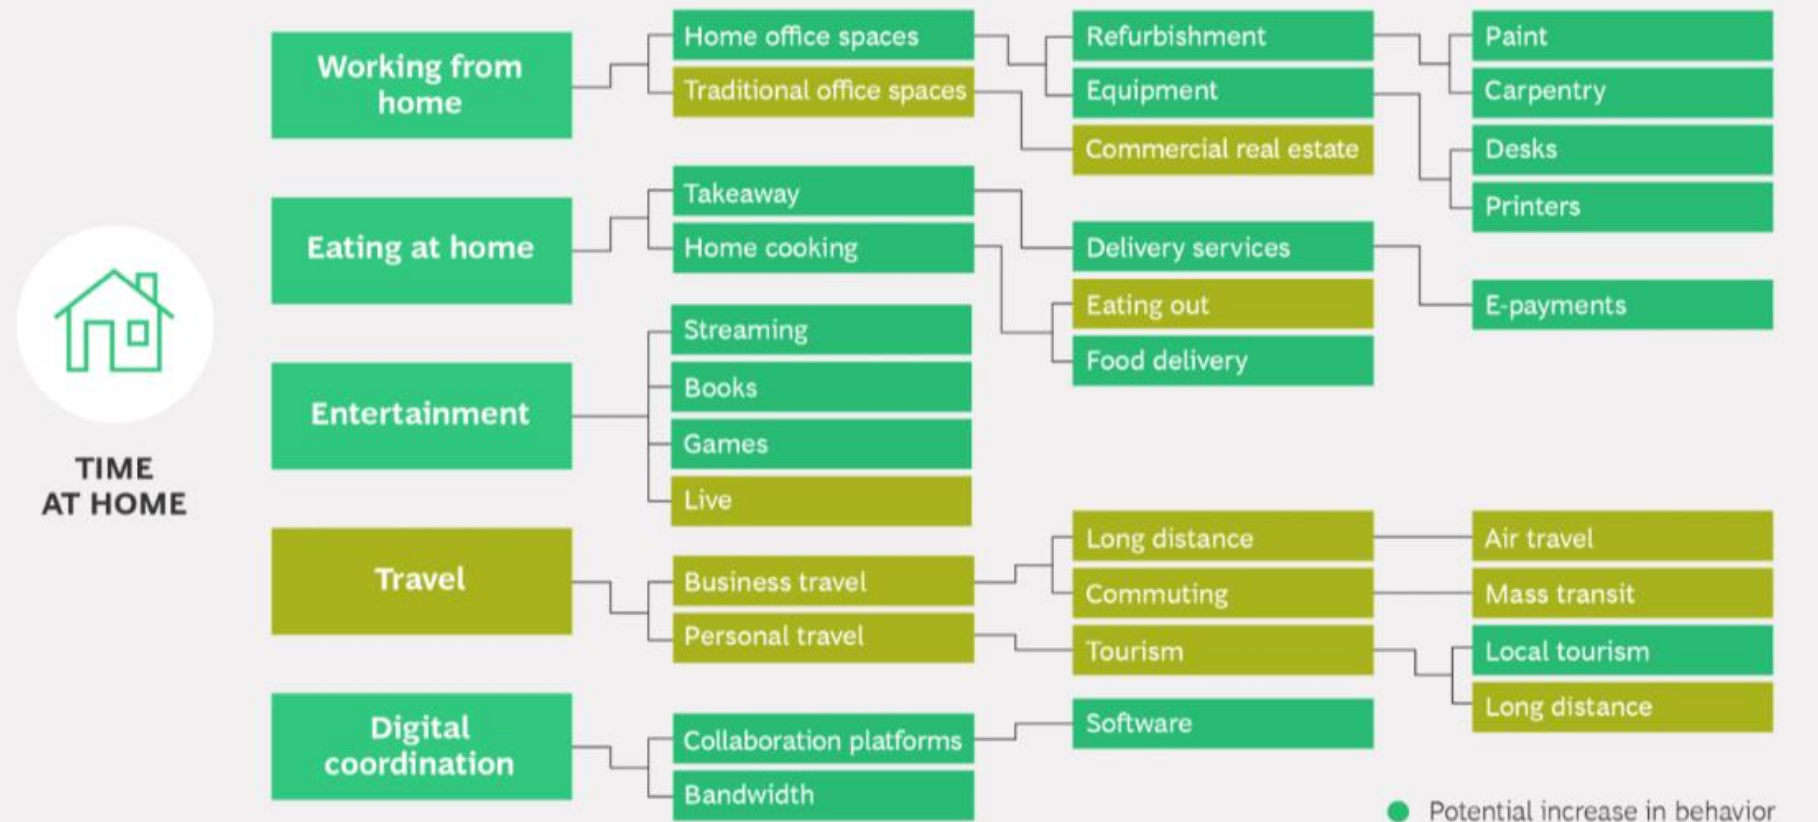 TIME
AT HOME
Working from
home
Home office spaces
Traditional office spaces
Refurbishment
Equipment
Commercial real estate
Paint
Carpentry
Desks
Printers
Eating at home
Takeaway
Home cooking
Delivery services
Eating out
Food delivery
E-payments
Entertainment
Streaming
Books
Games
Live
Travel
Business travel
Personal travel
Long distance
Commuting
Tourism
Air travel
Mass transit
Local tourism
Long distance
Digital
coordination
Collaboration platforms
Bandwidth
Software
Potential increase in behavior